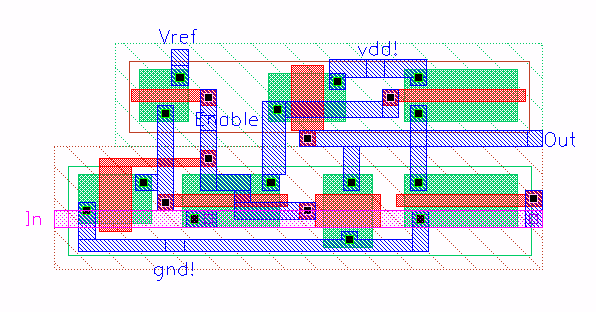 Vref
vdd!
Enable
Out
In
gnd!